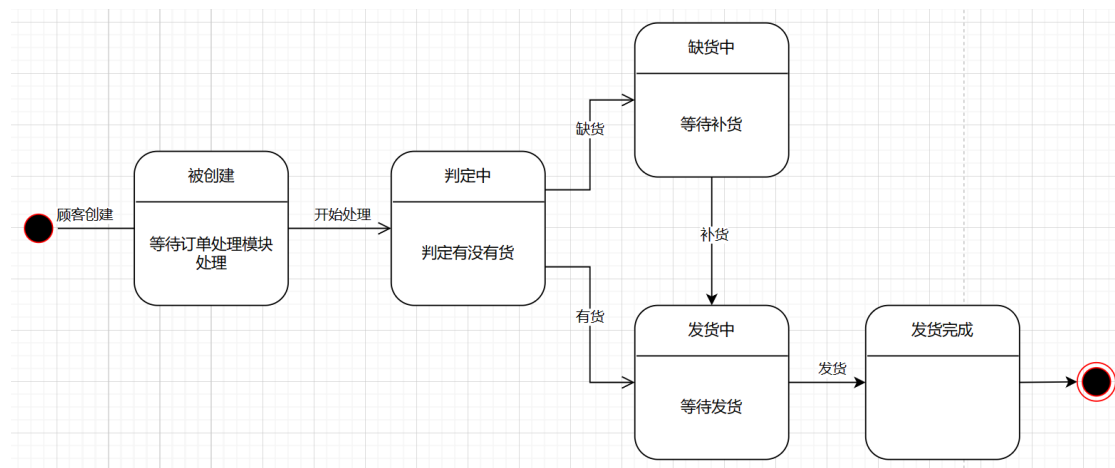 缺货中
等待补货
缺货
被创建
判定中
顾客创建
开始处理
等待订单处理模块
处理
判定有没有货
补货
有货
发货中
发货完成
发货
等待发货